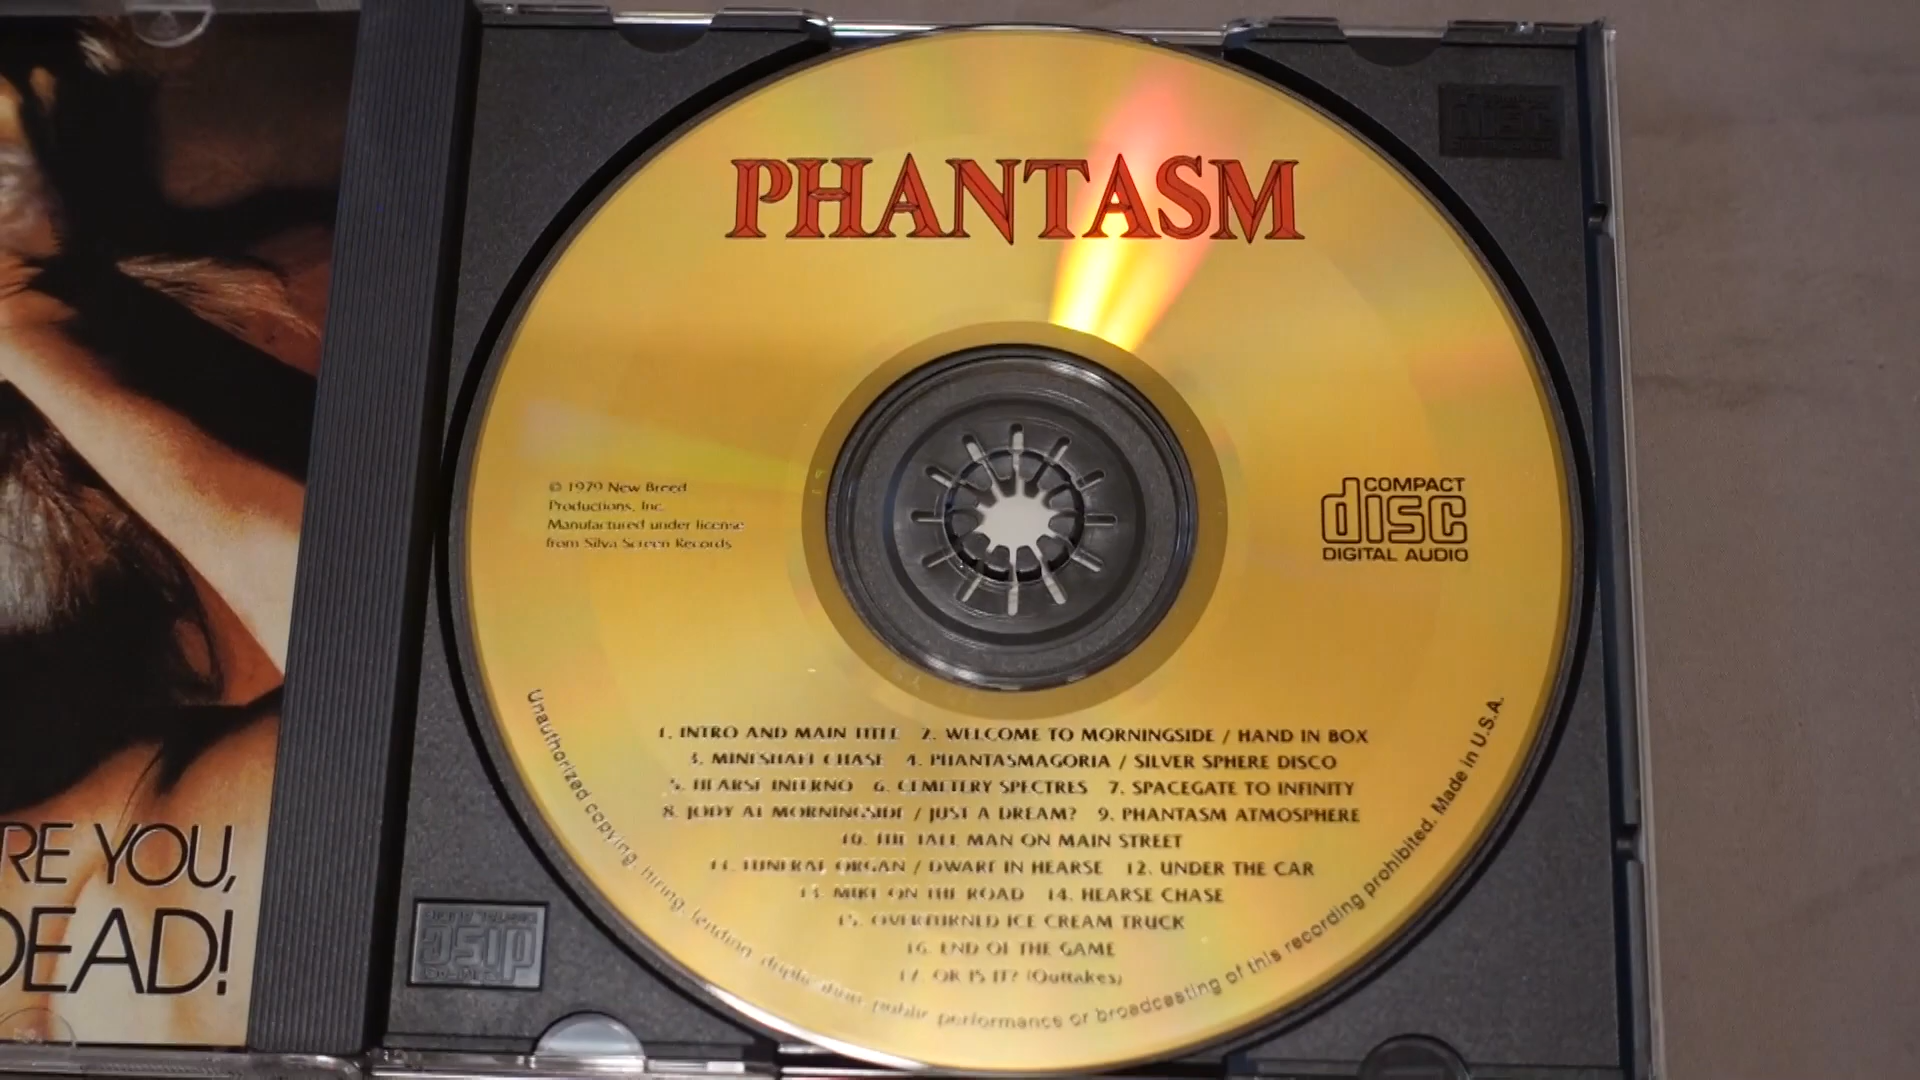 PHANTASM
© 1979 New Breed
Productions, Inc.
Manufactured under license
from Silva Screen Records
COMPACT
disc
DIGITAL AUDIO
1. INTRO AND MAIN TITLE 2. WELCOME TO MORNINGSIDE / HAND IN BOX
3. MINESHAFT CHASE 4. PHANTASMAGORIA / SILVER SPHERE DISCO
5. HEARSE INFERNO 6. CEMETERY SPECTRES 7. SPACEGATE TO INFINITY
8. JODY AT MORNINGSIDE / JUST A DREAM? 9. PHANTASM ATMOSPHERE
10. THE TALL MAN ON MAIN STREET
11. FUNERAL ORGAN / DWARF IN HEARSE 12. UNDER THE CAR
13. MIKE ON THE ROAD 14. HEARSE CHASE
15. OVERTURNED ICE CREAM TRUCK
16. END OF THE GAME
17. OR IS IT? (Outtakes)
Unauthorized copying, hiring, lending, duplication, public performance or broadcasting of this recording prohibited. Made in U.S.A.
RE YOU,
DEAD!